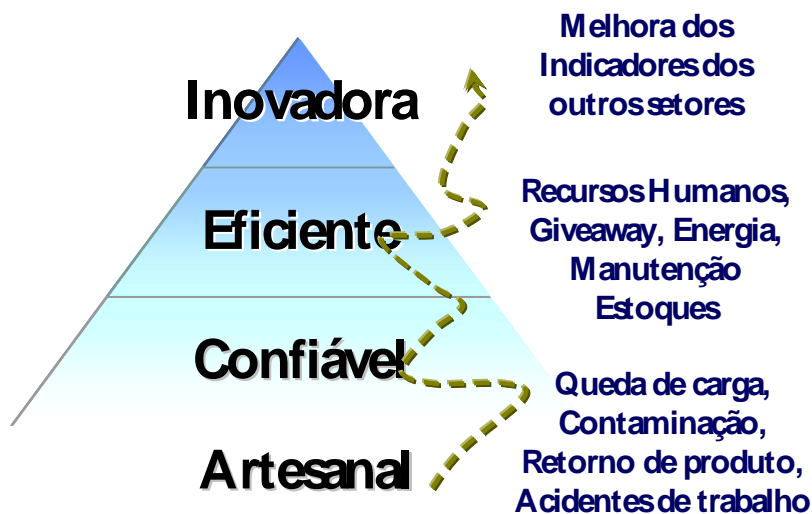 Melhora dos
Indicadores dos
outros setores
Inovadora
Recursos Humanos,
Giveaway, Energia,
Manutenção
Estoques
Eficiente
Confiável
Queda de carga,
Contaminação,
Retorno de produto,
Acidentes de trabalho
Artesanal